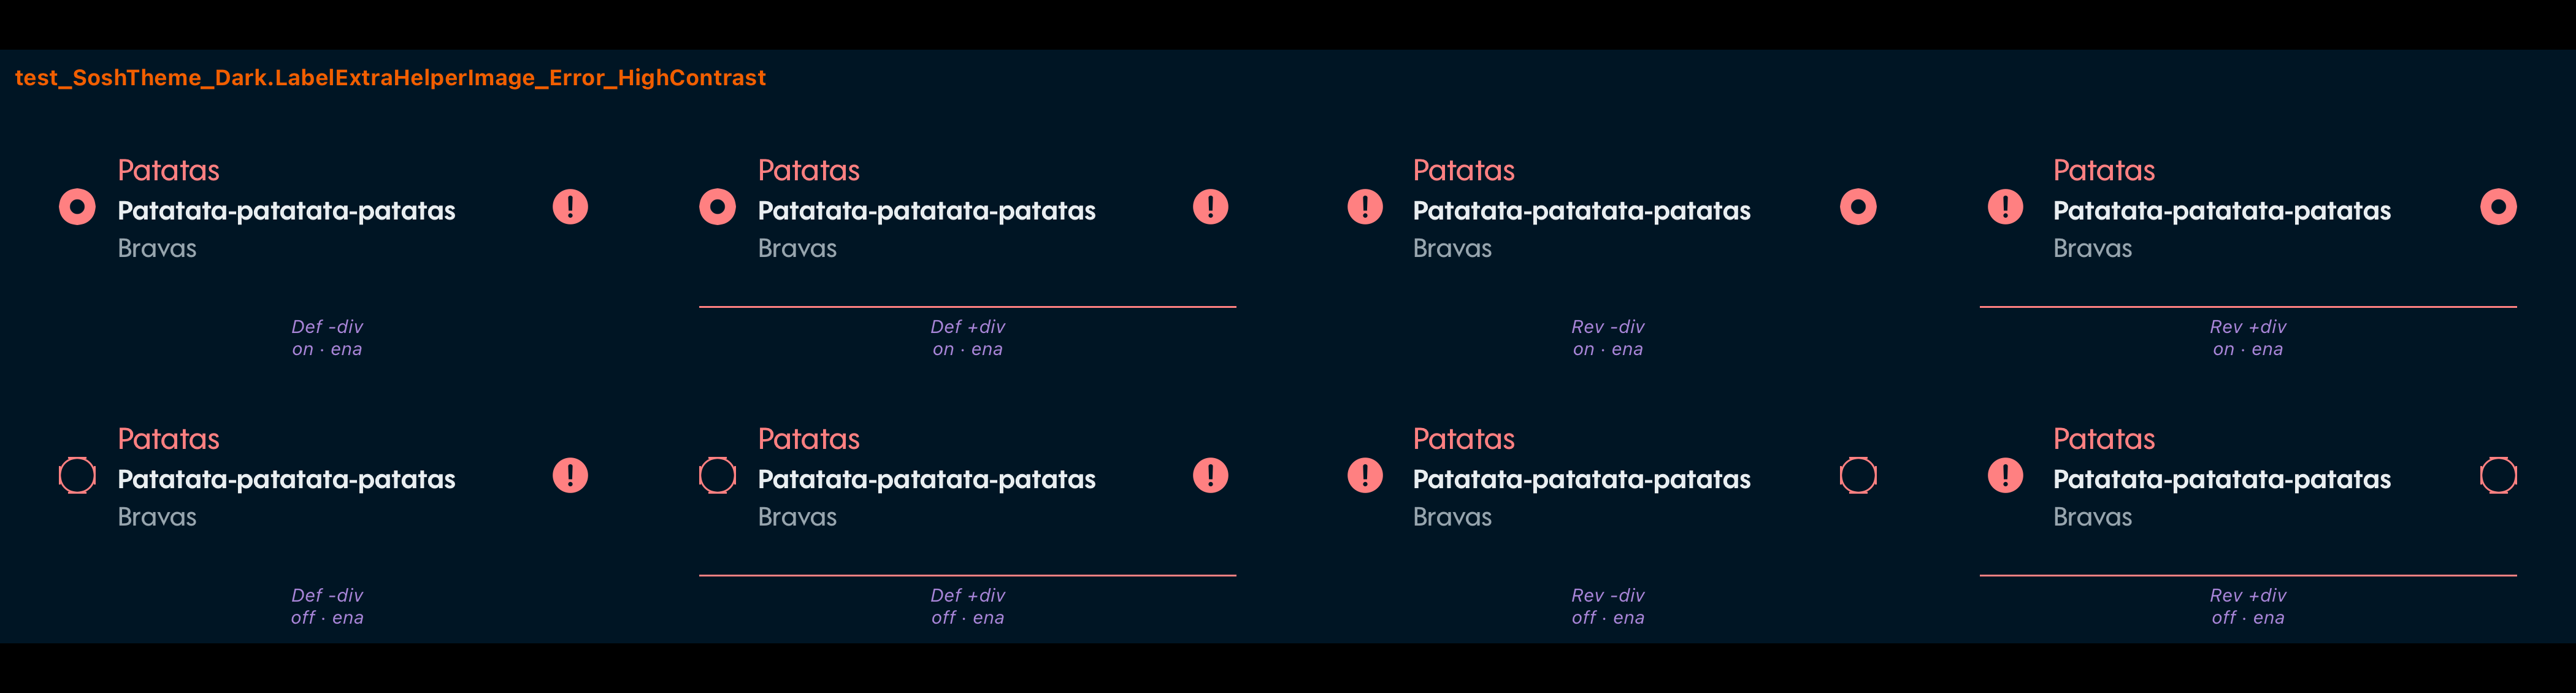 test_SoshTheme_Dark.LabelExtraHelperImage_Error_HighContrast
Patatas
Patatata-patatata-patatas
Bravas
Def -div
on · ena
Patatas
Patatata-patatata-patatas
Bravas
Def +div
on · ena
Patatas
Patatata-patatata-patatas
Bravas
Rev -div
on · ena
Patatas
Patatata-patatata-patatas
Bravas
Rev +div
on · ena
Patatas
Patatata-patatata-patatas
Bravas
Def -div
off · ena
Patatas
Patatata-patatata-patatas
Bravas
Def +div
off · ena
Patatas
Patatata-patatata-patatas
Bravas
Rev -div
off · ena
Patatas
Patatata-patatata-patatas
Bravas
Rev +div
off · ena